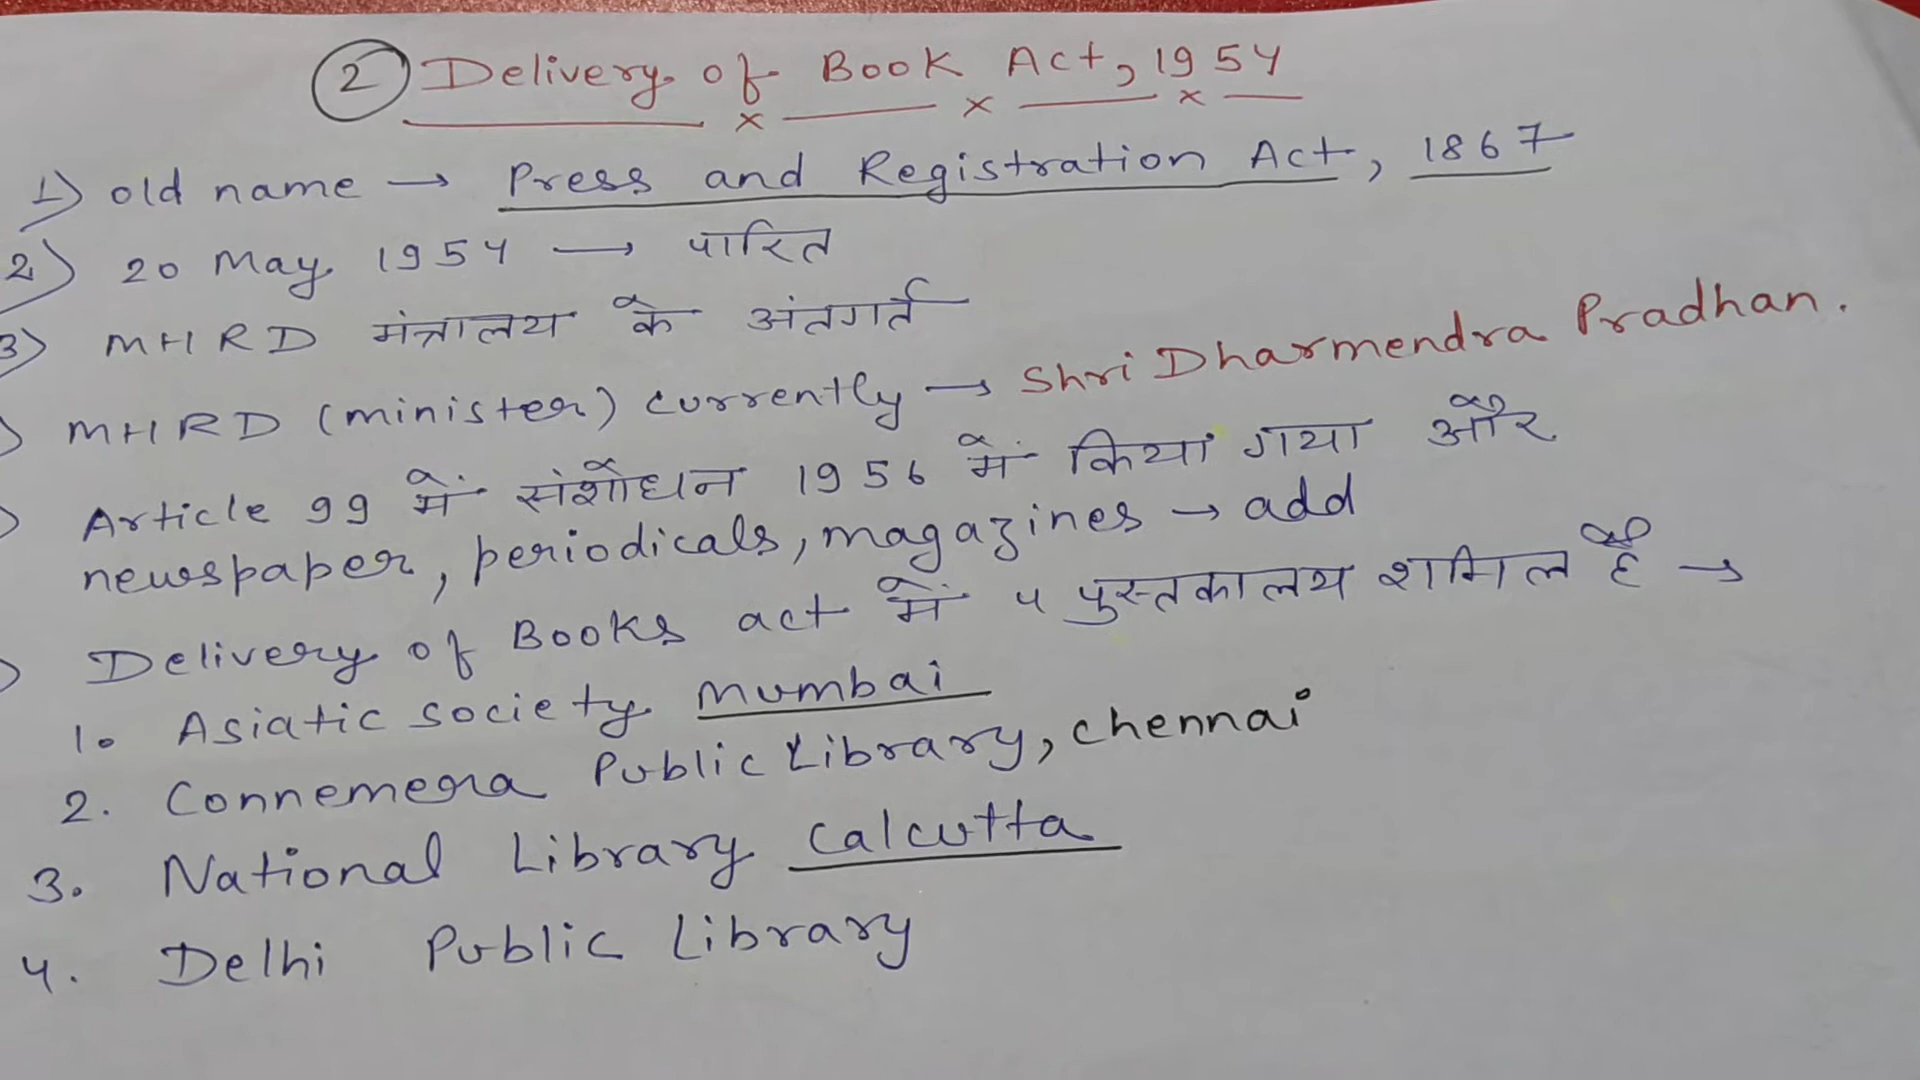 2 Delivery of Book Act, 1954
1) old name → Press and Registration Act, 1867
2) 20 May 1954 → पारित
3) MHRD मंत्रालय के अंतगर्त
MHRD (minister) currently → Shri Dharmendra Pradhan.
Article 99 में संशोधन 1956 में किया गया और
newspaper, periodicals, magazines → add
Delivery of Books act में 4 पुस्तकालय शामिल है →
1. Asiatic society Mumbai
2. Connemera Public Library, chennai
3. National Library Calcutta
4. Delhi Public Library